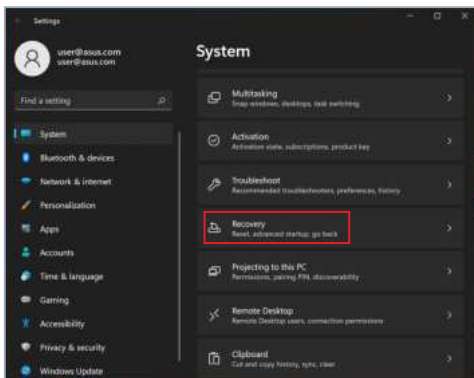 Settings
user@asus.com
user@asus.com
Find a setting
System
Bluetooth & devices
Network & internet
Personalization
Apps
Accounts
Time & language
Gaming
Accessibility
Privacy & security
Windows Update
System
Multitasking
Snap windows, desktops, task switching
Activation
Activation state, subscriptions, product key
Troubleshoot
Recommended troubleshooters, preferences, history
Recovery
Reset, advanced startup, go back
Projecting to this PC
Permissions, pairing PIN, discoverability
Remote Desktop
Remote Desktop users, connection permissions
Clipboard
Cut and copy history, sync, clear